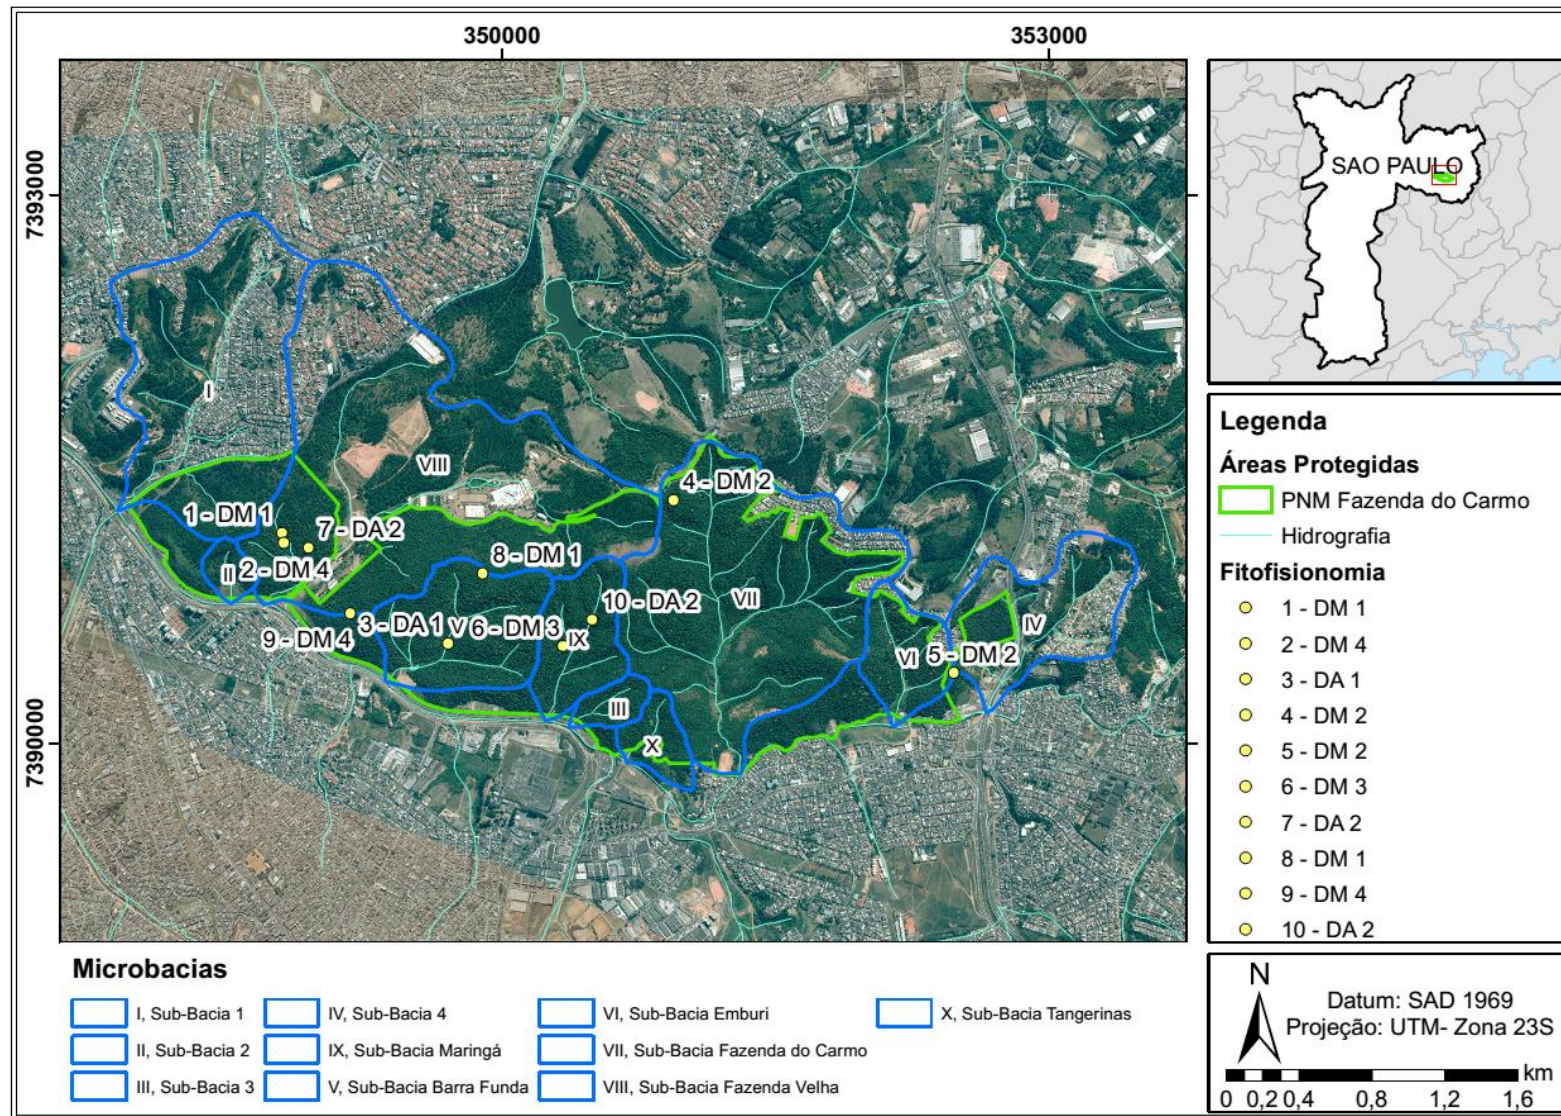 350000
353000
7393000
7390000
I
VIII
4 - DM 2
1 - DM 1
7 - DA 2
8 - DM 1
II
2 - DM 4
10 - DA 2
VII
3 - DA 1
V
6 - DM 3
IX
IV
9 - DM 4
VI
5 - DM 2
III
X
SAO PAULO
Legenda
Áreas Protegidas
PNM Fazenda do Carmo
Hidrografia
Fitofisionomia
1 - DM 1
2 - DM 4
3 - DA 1
4 - DM 2
5 - DM 2
6 - DM 3
7 - DA 2
8 - DM 1
9 - DM 4
10 - DA 2
Microbacias
I, Sub-Bacia 1
II, Sub-Bacia 2
III, Sub-Bacia 3
IV, Sub-Bacia 4
IX, Sub-Bacia Maringá
V, Sub-Bacia Barra Funda
VI, Sub-Bacia Emburi
VII, Sub-Bacia Fazenda do Carmo
VIII, Sub-Bacia Fazenda Velha
X, Sub-Bacia Tangerinas
N
Datum: SAD 1969
Projeção: UTM- Zona 23S
km
0 0,2 0,4 0,8 1,2 1,6